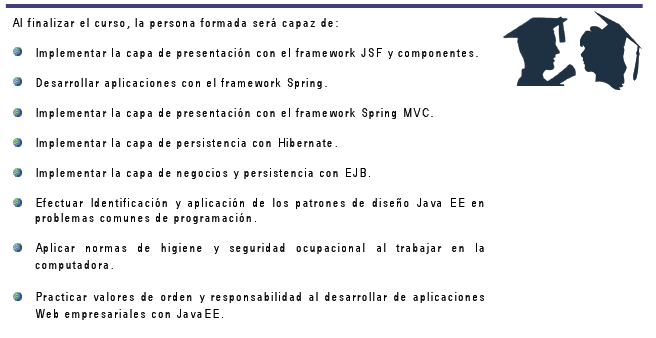 Al finalizar el curso, la persona formada será capaz de:
Implementar la capa de presentación con el framework JSF y componentes.
Desarrollar aplicaciones con el framework Spring.
Implementar la capa de presentación con el framework Spring MVC.
Implementar la capa de persistencia con Hibernate.
Implementar la capa de negocios y persistencia con EJB.
Efectuar Identificación y aplicación de los patrones de diseño Java EE en
problemas comunes de programación.
Aplicar normas de higiene y seguridad ocupacional al trabajar en la
computadora.
Practicar valores de orden y responsabilidad al desarrollar de aplicaciones
Web empresariales con JavaEE.